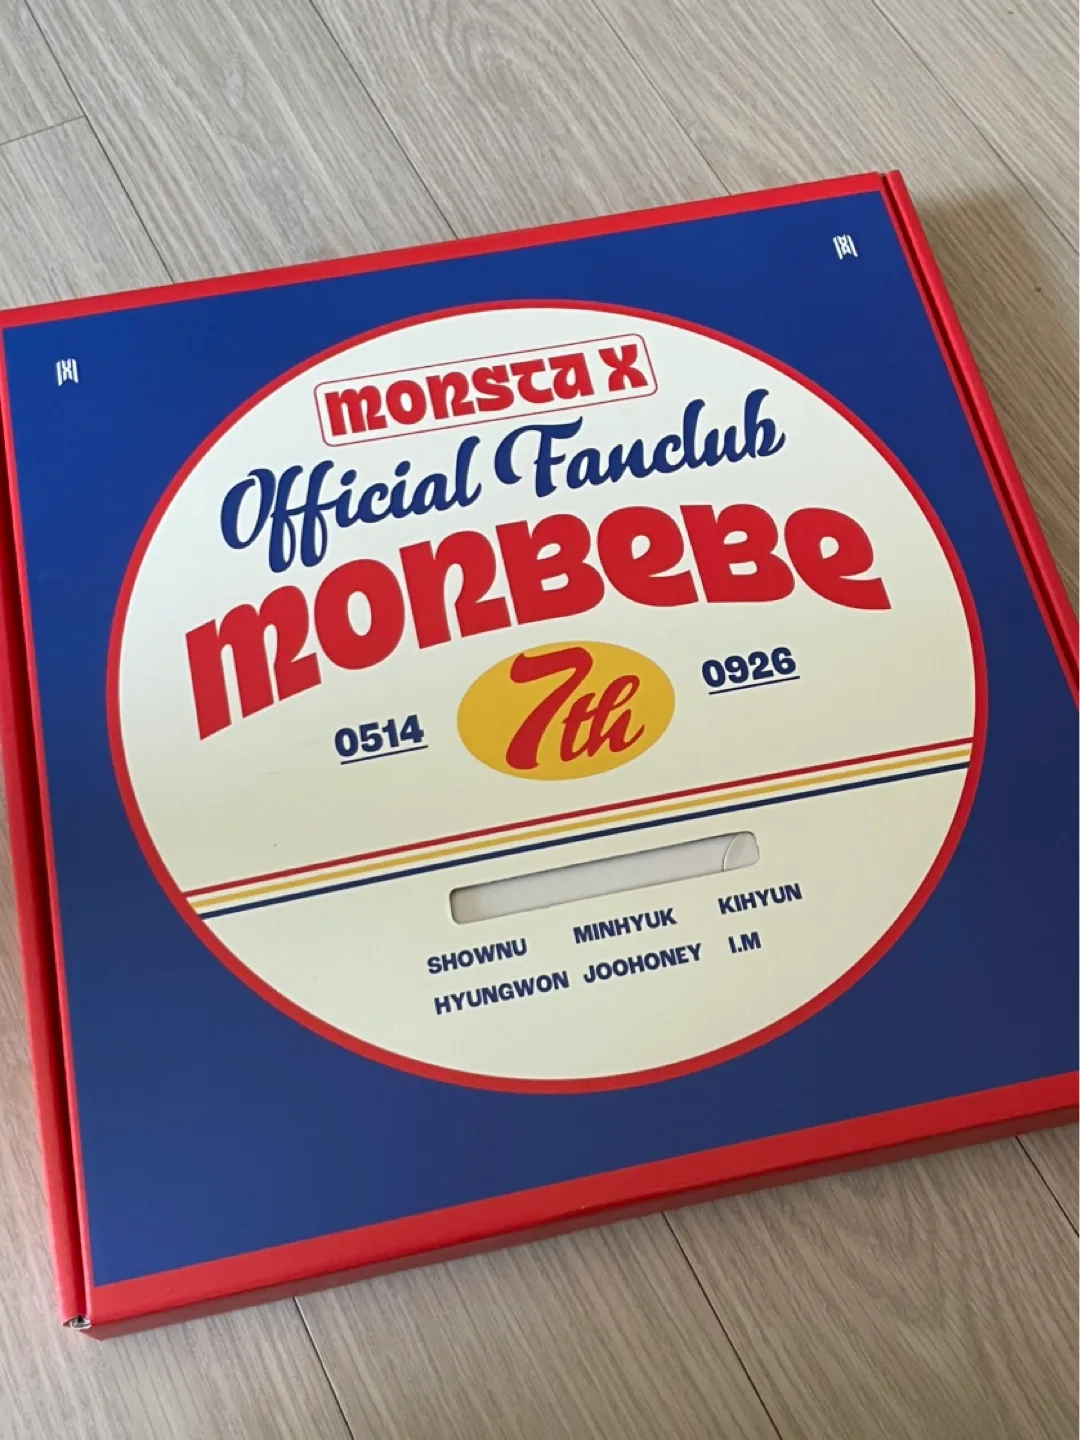 MONSTA X
Official Fanclub
MONBEBE
0514 7th 0926
SHOWNU MINHYUK KIHYUN
HYUNGWON JOOHONEY I.M